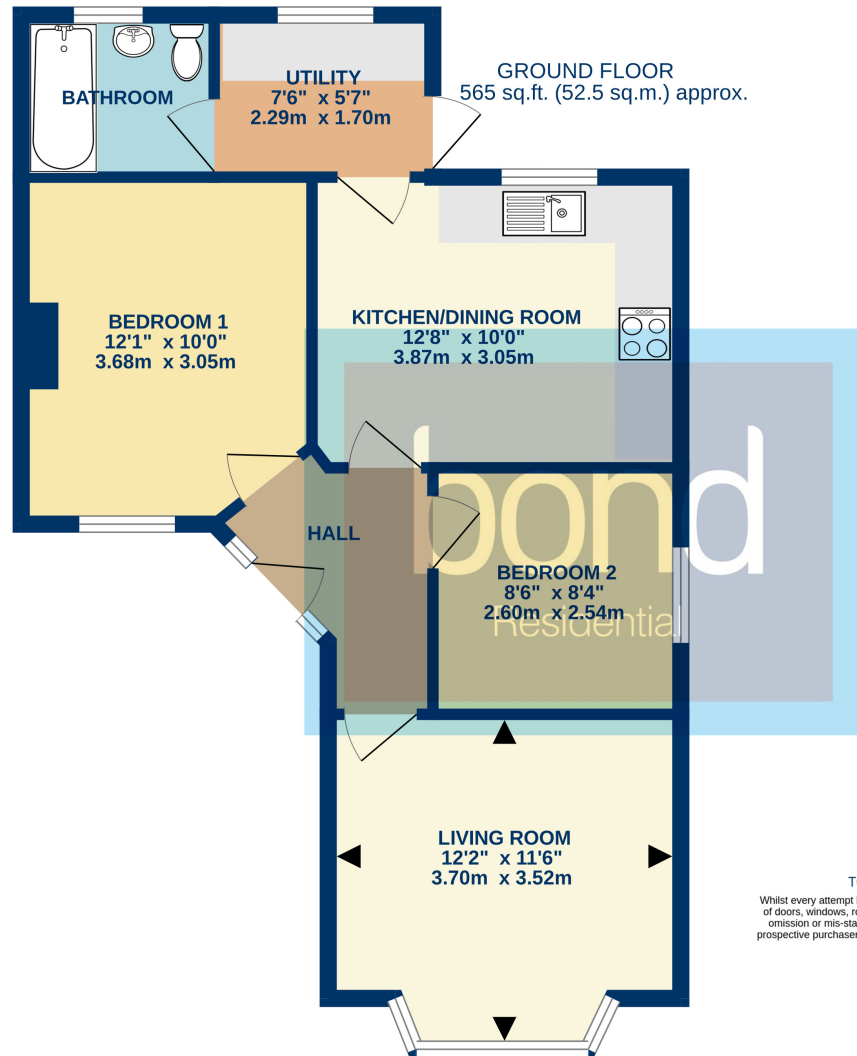 GROUND FLOOR
565 sq.ft. (52.5 sq.m.) approx.
BATHROOM
UTILITY
7'6" x 5'7"
2.29m x 1.70m
BEDROOM 1
12'1" x 10'0"
3.68m x 3.05m
KITCHEN/DINING ROOM
12'8" x 10'0"
3.87m x 3.05m
HALL
bond
Residential
BEDROOM 2
8'6" x 8'4"
2.60m x 2.54m
LIVING ROOM
12'2" x 11'6"
3.70m x 3.52m
Whilst every attempt
of doors, windows,
omission or
prospective